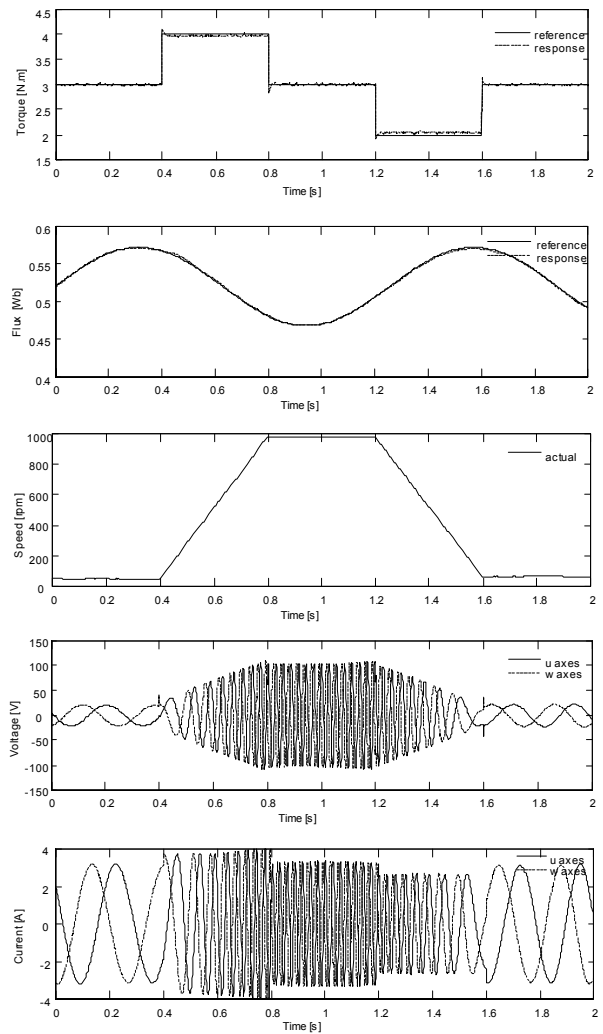 4.5
4
3.5
3
2.5
2
1.5
Torque [N.m]
reference
response
0 0.2 0.4 0.6 0.8 1 1.2 1.4 1.6 1.8 2
Time [s]
0.6
0.55
0.5
0.45
0.4
Flux [Wb]
reference
response
0 0.2 0.4 0.6 0.8 1 1.2 1.4 1.6 1.8 2
Time [s]
1000
800
600
400
200
0
Speed [rpm]
actual
0 0.2 0.4 0.6 0.8 1 1.2 1.4 1.6 1.8 2
Time [s]
150
100
50
0
-50
-100
-150
Voltage [V]
u axes
w axes
0 0.2 0.4 0.6 0.8 1 1.2 1.4 1.6 1.8 2
Time [s]
4
2
0
-2
-4
Current [A]
u axes
w axes
0 0.2 0.4 0.6 0.8 1 1.2 1.4 1.6 1.8 2
Time [s]